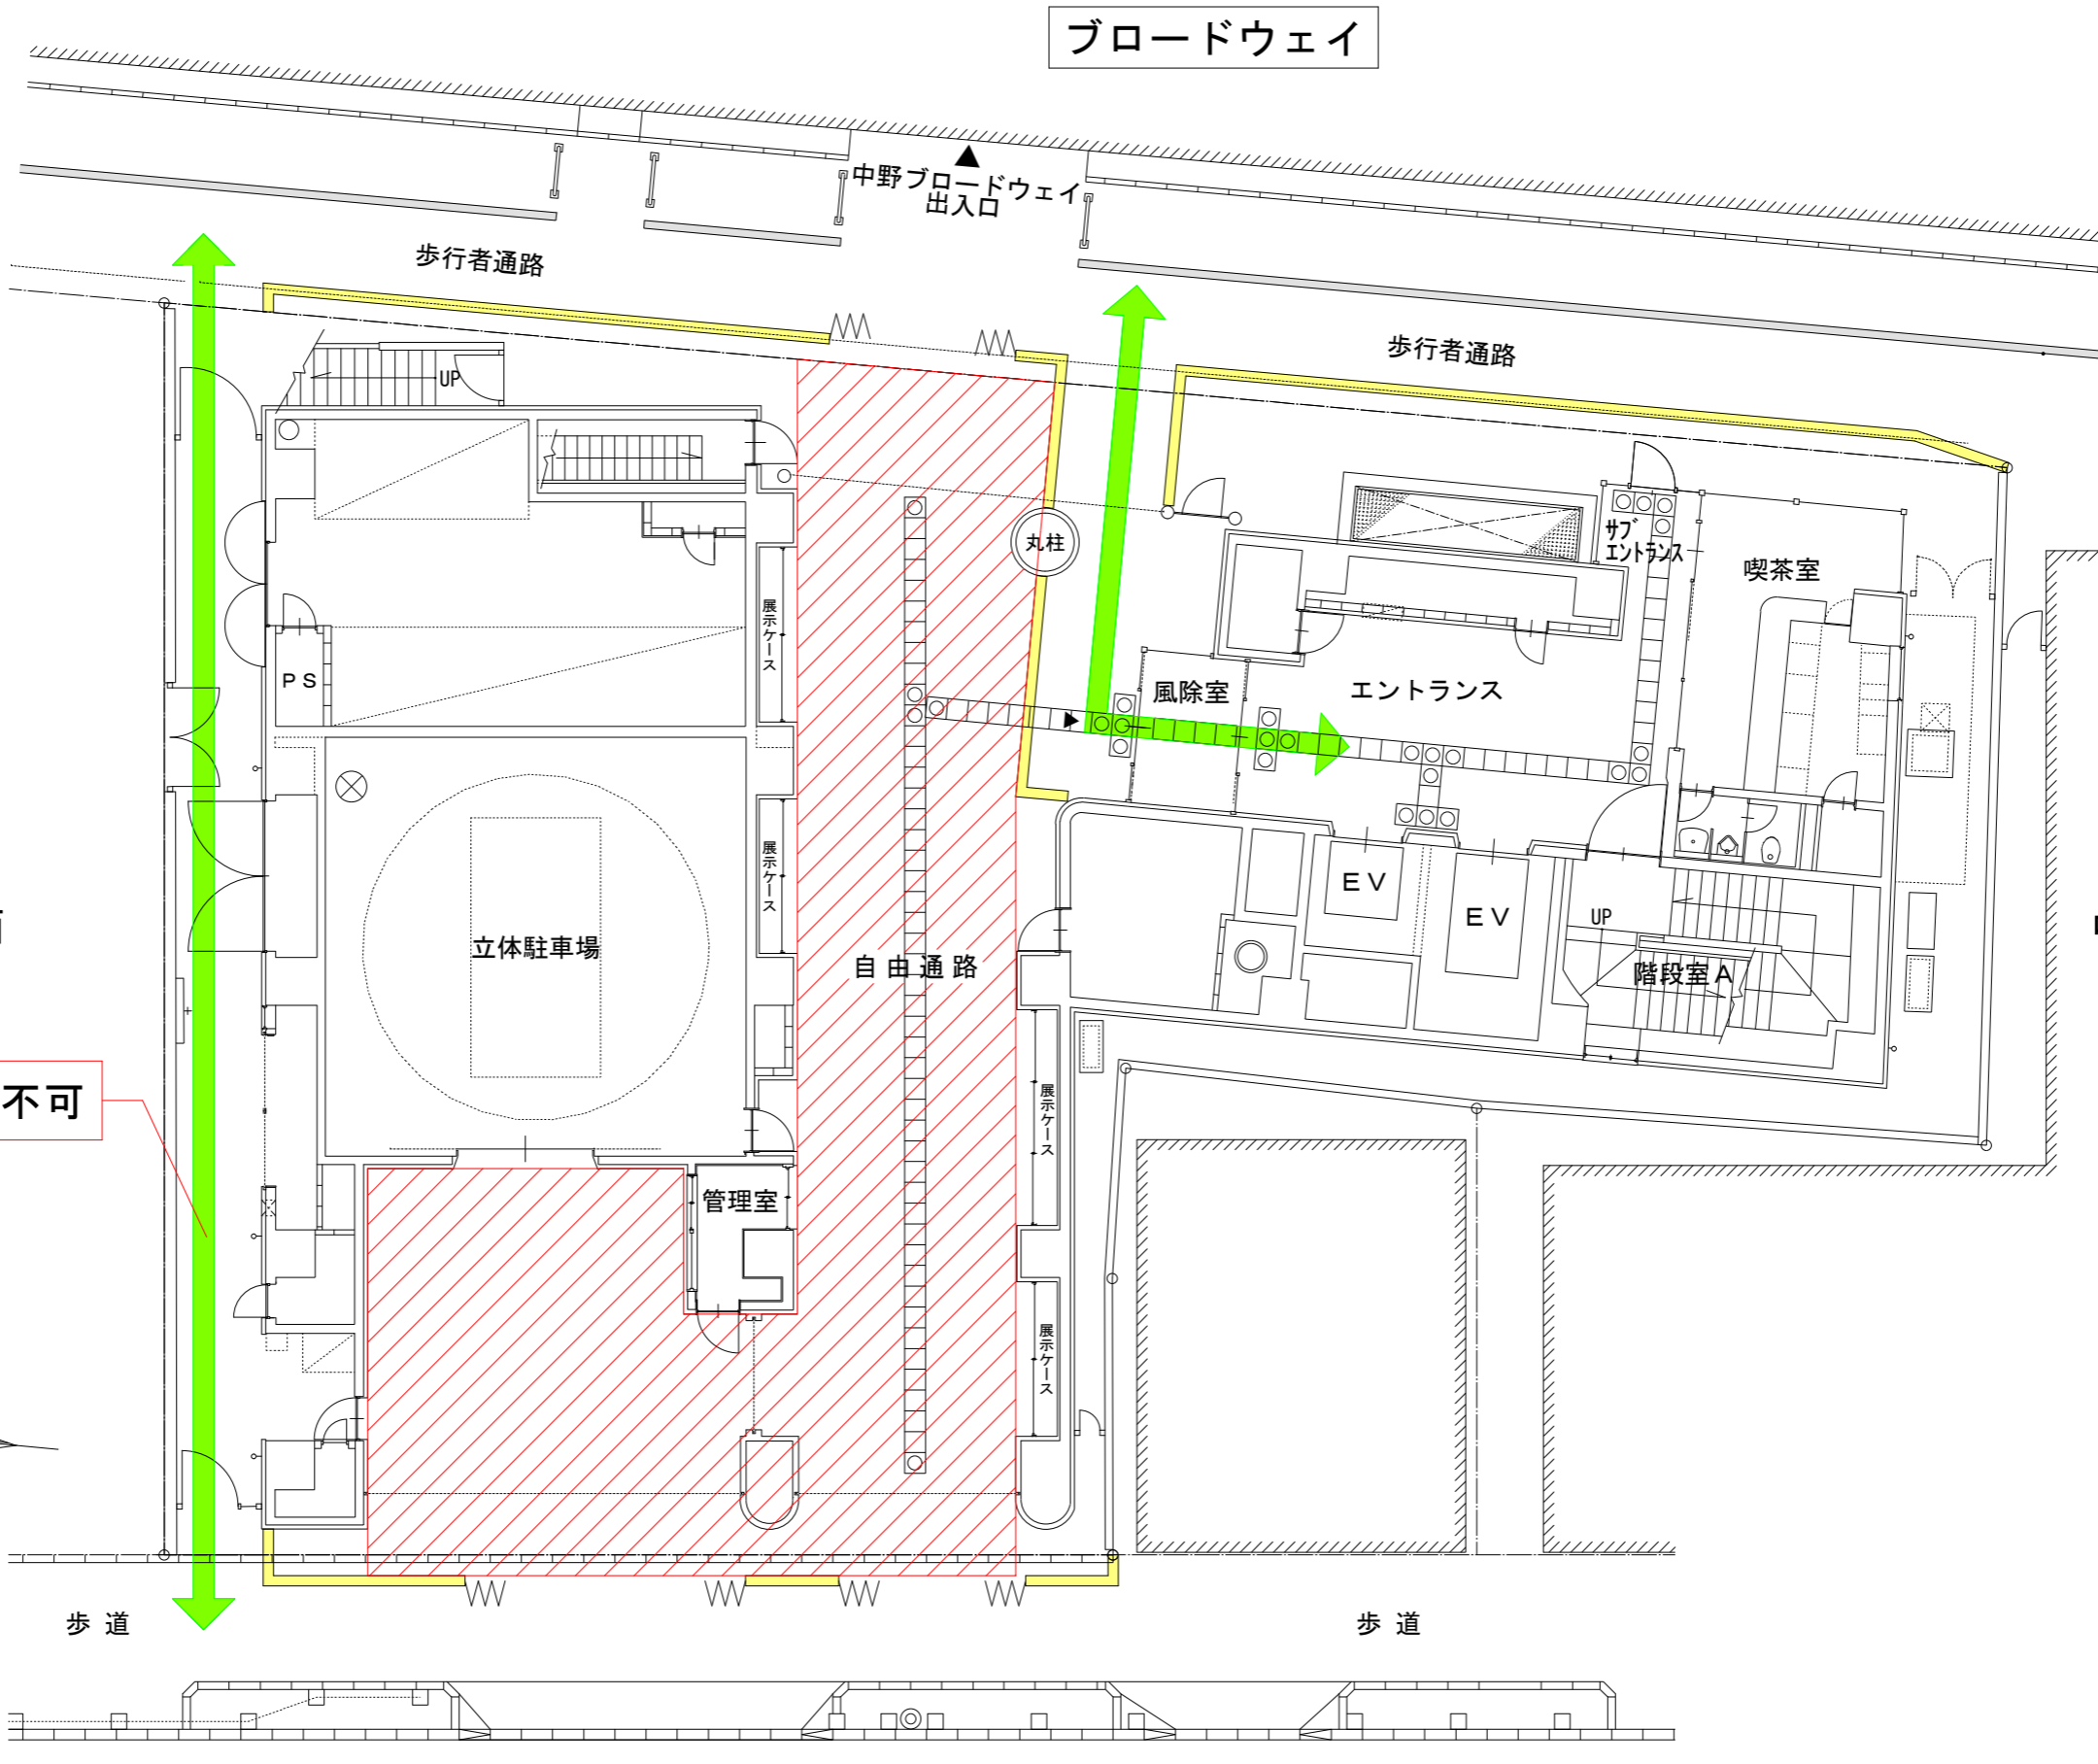 ブロードウェイ
中野ブロードウェイ
出入口
歩行者通路
歩行者通路
UP
丸柱
サブ
エントランス
喫茶室
展示ケース
PS
風除室
エントランス
展示ケース
EV
EV
UP
立体駐車場
自由通路
階段室A
不可
展示ケース
管理室
展示ケース
歩道
歩道